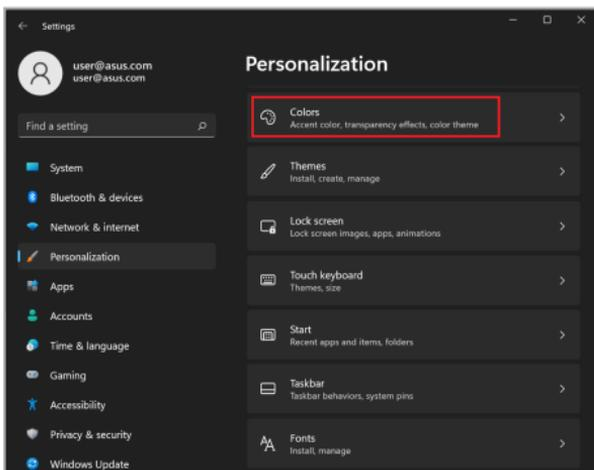 Settings
user@asus.com
user@asus.com
Find a setting
System
Bluetooth & devices
Network & internet
Personalization
Apps
Accounts
Time & language
Gaming
Accessibility
Privacy & security
Windows Update
Personalization
Colors
Accent color, transparency effects, color theme
Themes
Install, create, manage
Lock screen
Lock screen images, apps, animations
Touch keyboard
Themes, size
Start
Recent apps and items, folders
Taskbar
Taskbar behaviors, system pins
Fonts
Install, manage